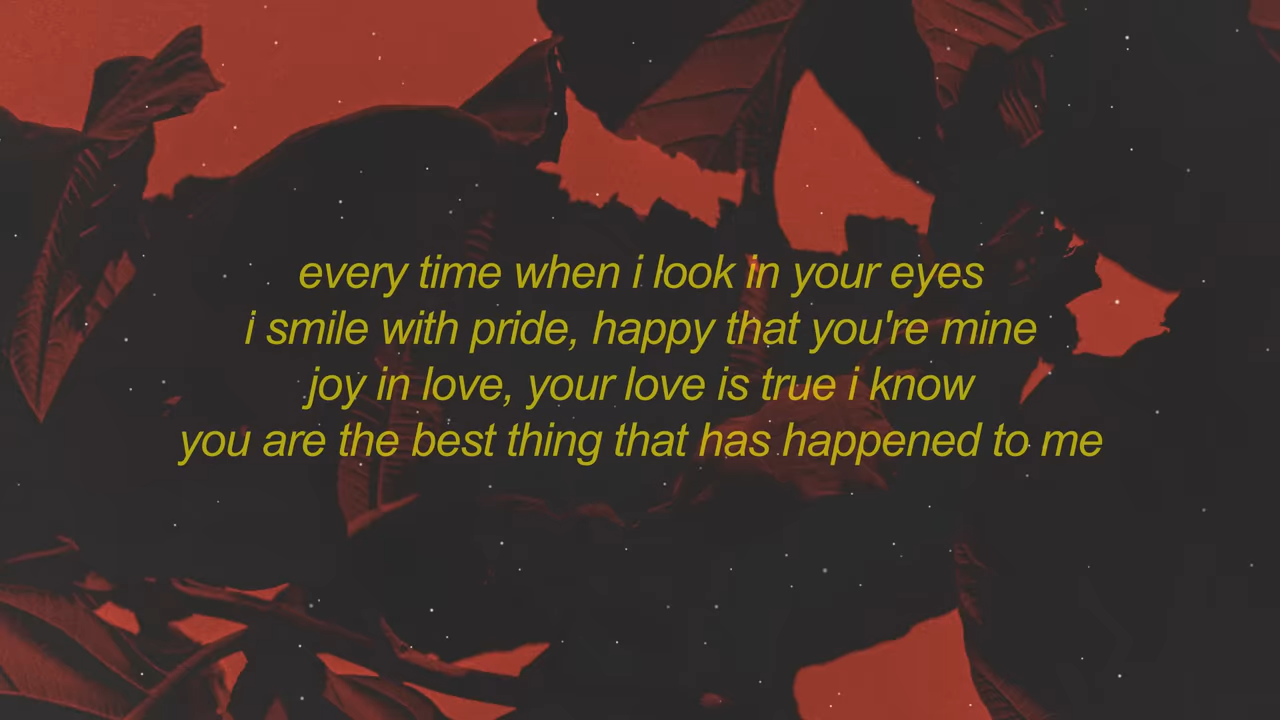 every time when i look in your eyes
i smile with pride, happy that you're mine
joy in love, your love is true i know
you are the best thing that has happened to me